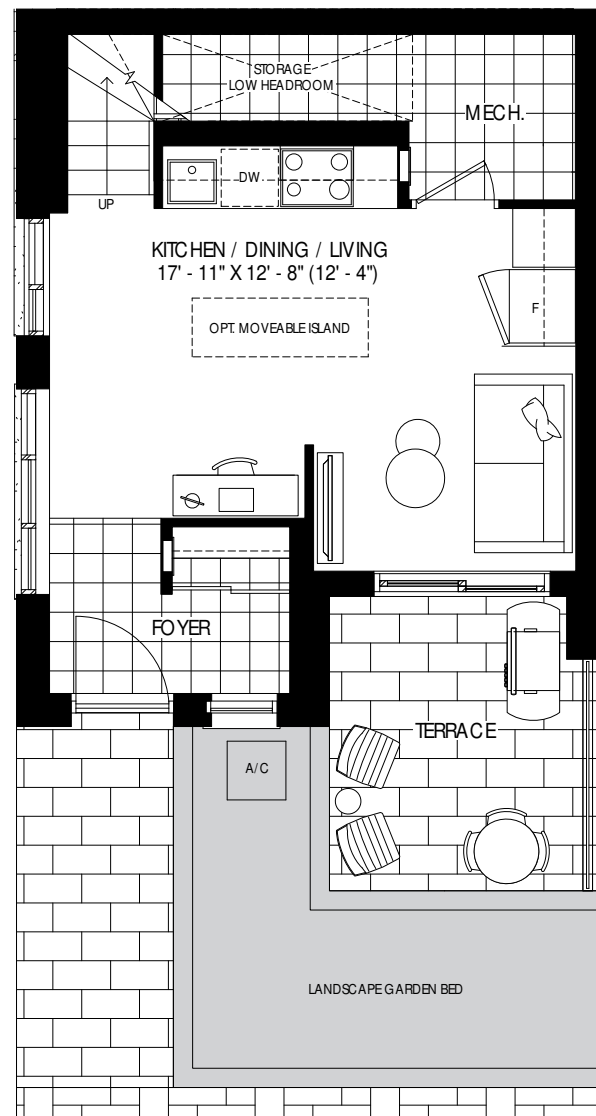 STORAGE
LOW HEADROOM
MECH.
DW
UP
KITCHEN / DINING / LIVING
17' - 11" X 12' - 8" (12' - 4")
F
OPT. MOVEABLE ISLAND
FOYER
TERRACE
A/C
LANDSCAPE GARDEN BED